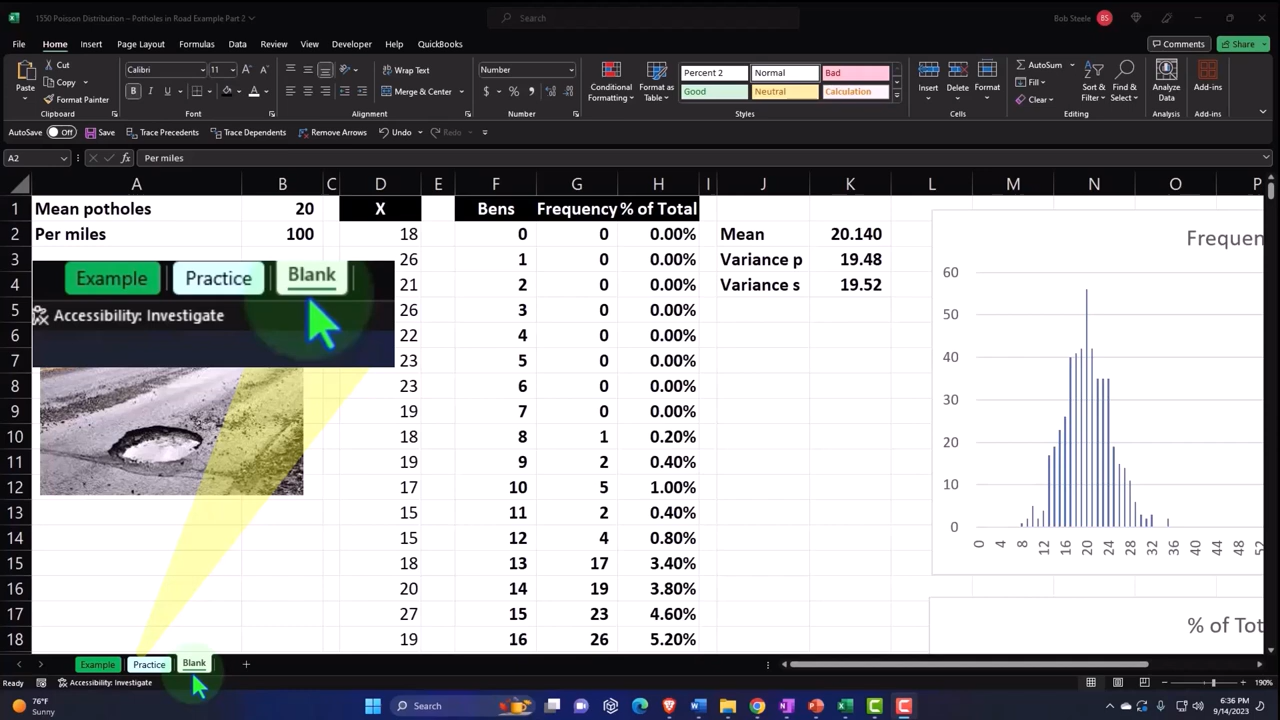 1550 Poisson Distribution – Potholes in Road Example Part 2
Search
Bob Steele
BS
File Home Insert Page Layout Formulas Data Review View Developer Help QuickBooks
Comments
Share
Paste
Cut
Copy
Format Painter
Clipboard
Calibri
11
Font
Wrap Text
Merge & Center
Alignment
Number
Number
Conditional Formatting
Format as Table
Percent 2 Normal Bad
Good Neutral Calculation
Styles
Insert Delete Format
Cells
AutoSum
Fill
Clear
Sort & Filter
Find & Select
Editing
Analyze Data
Analysis
Add-ins
Add-ins
AutoSave Off Save Trace Precedents Trace Dependents Remove Arrows Undo Redo
A2
fx
Per miles
A B C D E F G H I J K L M N O P
1 Mean potholes 20 X Bens Frequency % of Total
2 Per miles 100 18 0 0 0.00% Mean 20.140
3 26 1 0 0.00% Variance p 19.48
4 21 2 0 0.00% Variance s 19.52
5 26 3 0 0.00%
6 22 4 0 0.00%
7 23 5 0 0.00%
8 23 6 0 0.00%
9 19 7 0 0.00%
10 18 8 1 0.20%
11 19 9 2 0.40%
12 17 10 5 1.00%
13 15 11 2 0.40%
14 15 12 4 0.80%
15 18 13 17 3.40%
16 20 14 19 3.80%
17 27 15 23 4.60%
18 19 16 26 5.20%
Example Practice Blank
Accessibility: Investigate
Frequen
60
50
40
30
20
10
0
0 4 8 12 16 20 24 28 32 36 40 44 48 52
% of Tot
Example Practice Blank
Ready
Accessibility: Investigate
190%
76°F
Sunny
Search
6:36 PM
9/14/2023